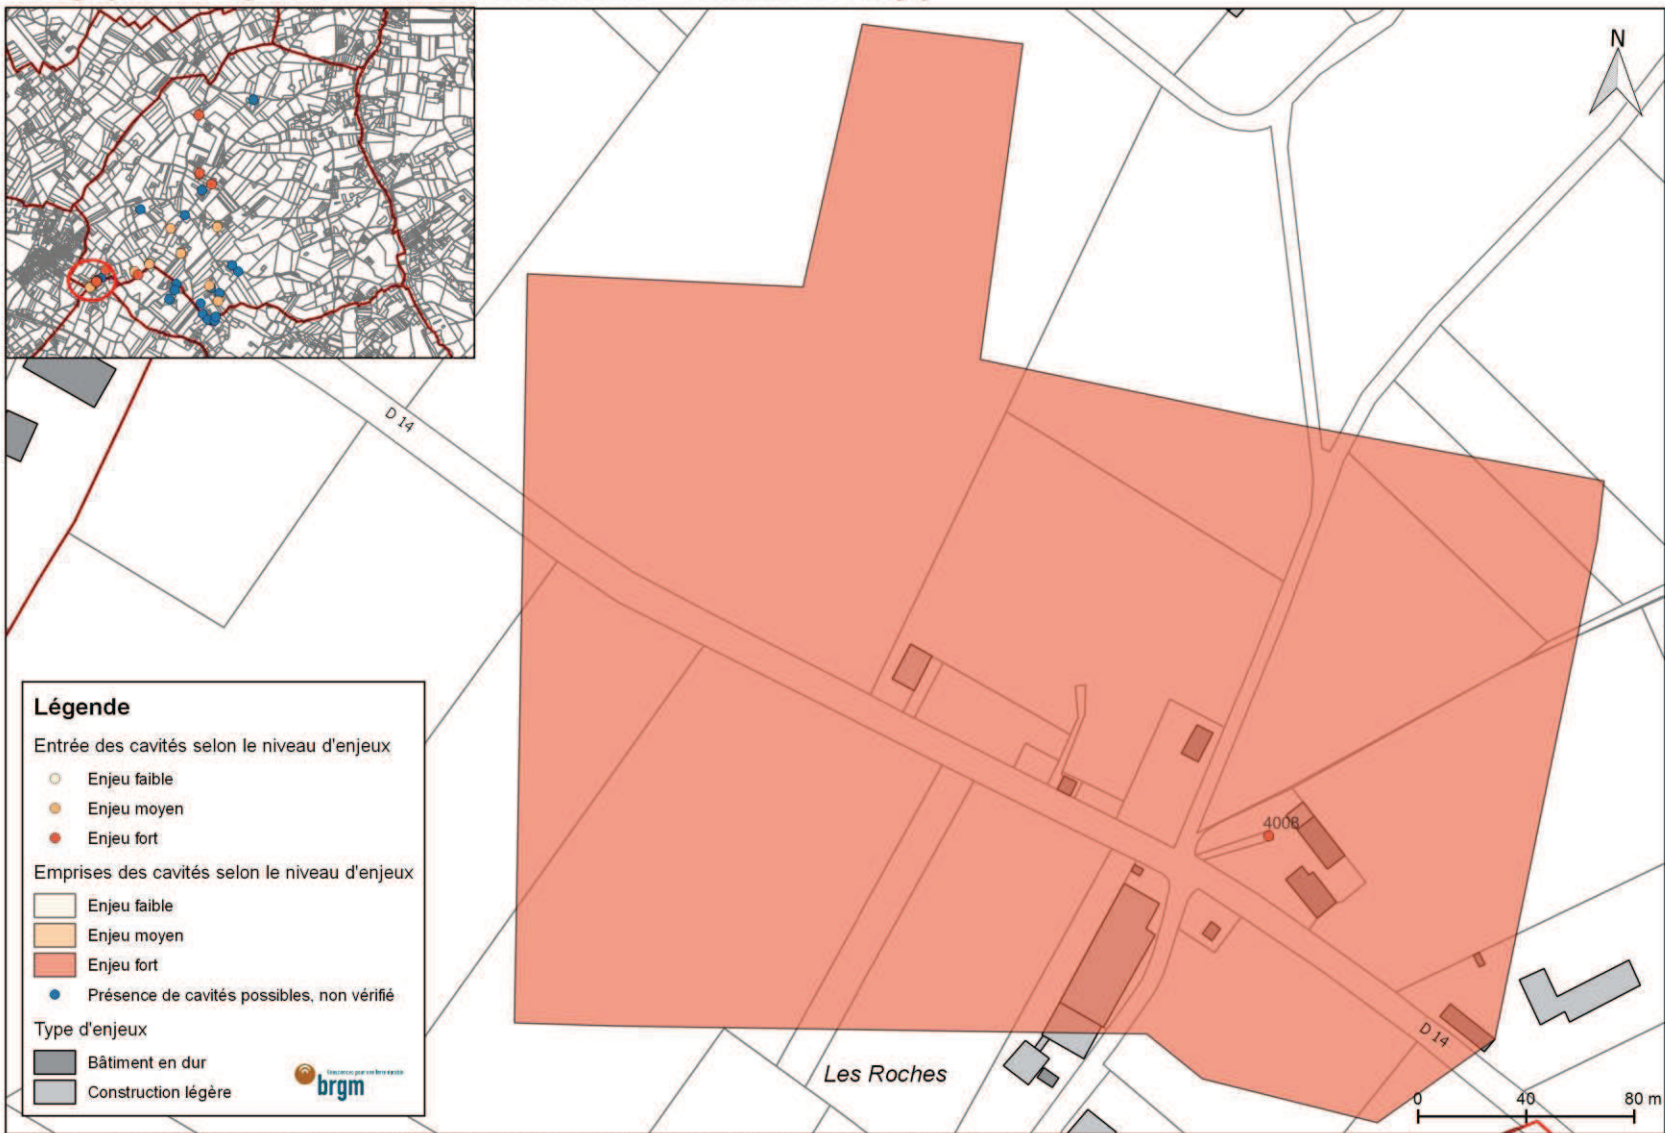 N
D 14
4008
D 14
Les Roches
0 40 80 m
Légende
Entrée des cavités selon le niveau d'enjeux
Enjeu faible
Enjeu moyen
Enjeu fort
Emprises des cavités selon le niveau d'enjeux
Enjeu faible
Enjeu moyen
Enjeu fort
Présence de cavités possibles, non vérifié
Type d'enjeux
Bâtiment en dur
Construction légère
brgm